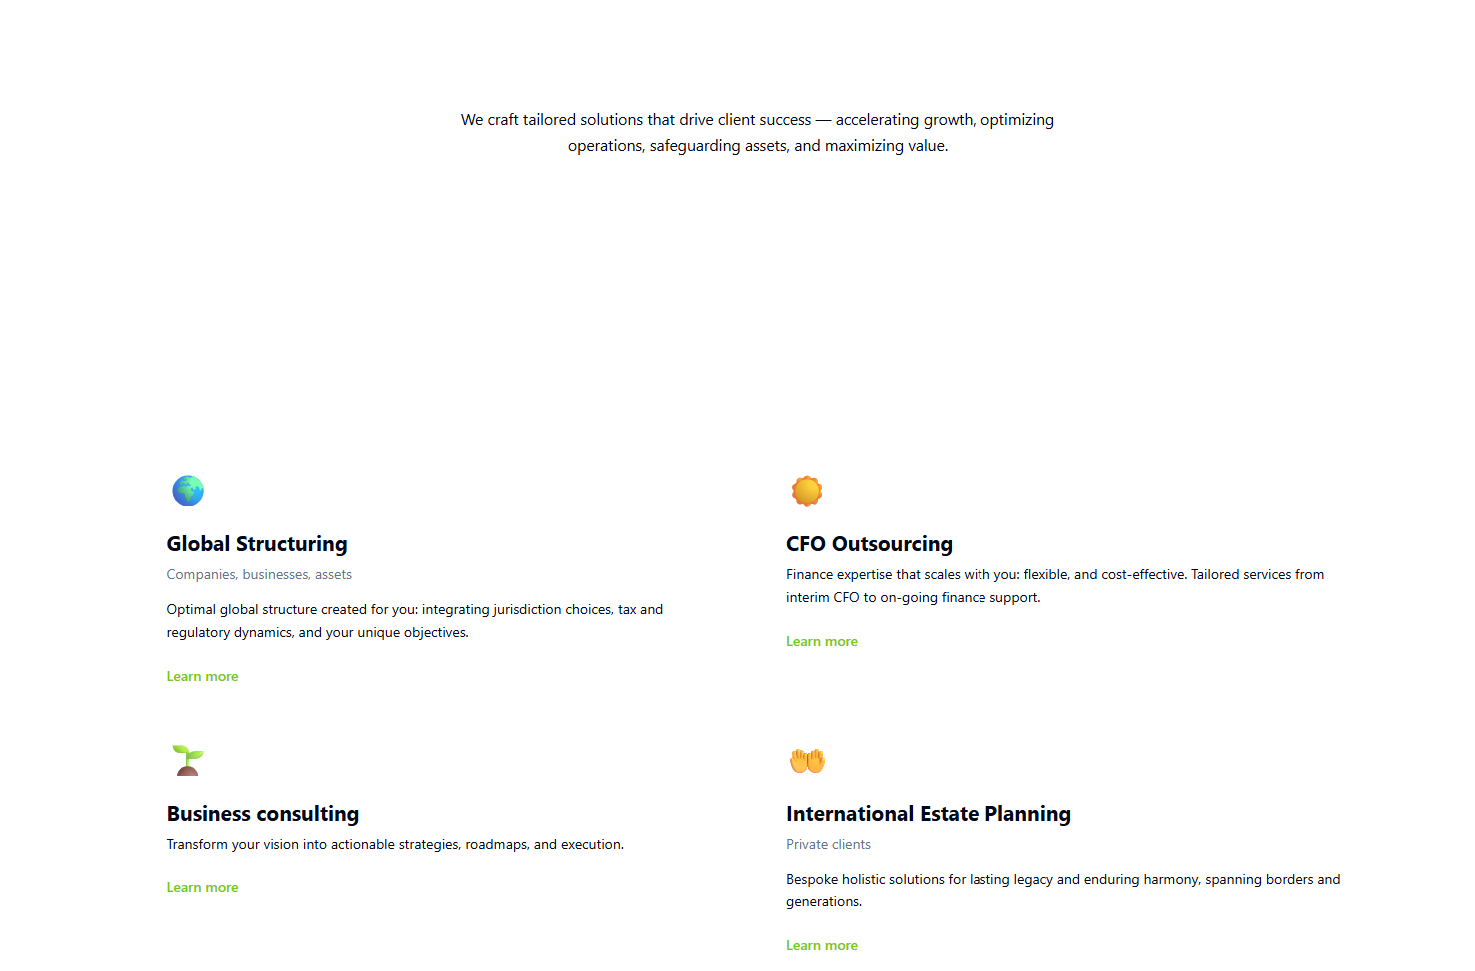 We craft tailored solutions that drive client success — accelerating growth, optimizing
operations, safeguarding assets, and maximizing value.
Global Structuring
Companies, businesses, assets
Optimal global structure created for you: integrating jurisdiction choices, tax and
regulatory dynamics, and your unique objectives.
Learn more
CFO Outsourcing
Finance expertise that scales with you: flexible, and cost-effective. Tailored services from
interim CFO to on-going finance support.
Learn more
Business consulting
Transform your vision into actionable strategies, roadmaps, and execution.
Learn more
International Estate Planning
Private clients
Bespoke holistic solutions for lasting legacy and enduring harmony, spanning borders and
generations.
Learn more